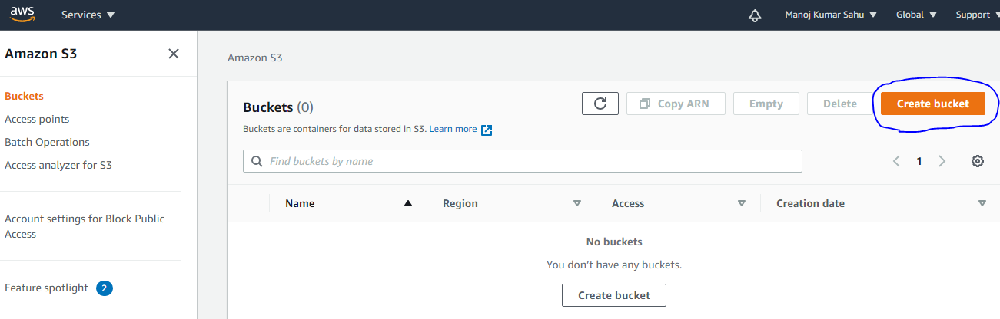 aws Services Manoj Kumar Sahu Global Support
Amazon S3
Buckets
Access points
Batch Operations
Access analyzer for S3
Account settings for Block Public
Access
Feature spotlight 2
Amazon S3
Buckets (0)
Copy ARN Empty Delete Create bucket
Buckets are containers for data stored in S3. Learn more
Find buckets by name
1
Name Region Access Creation date
No buckets
You don't have any buckets.
Create bucket